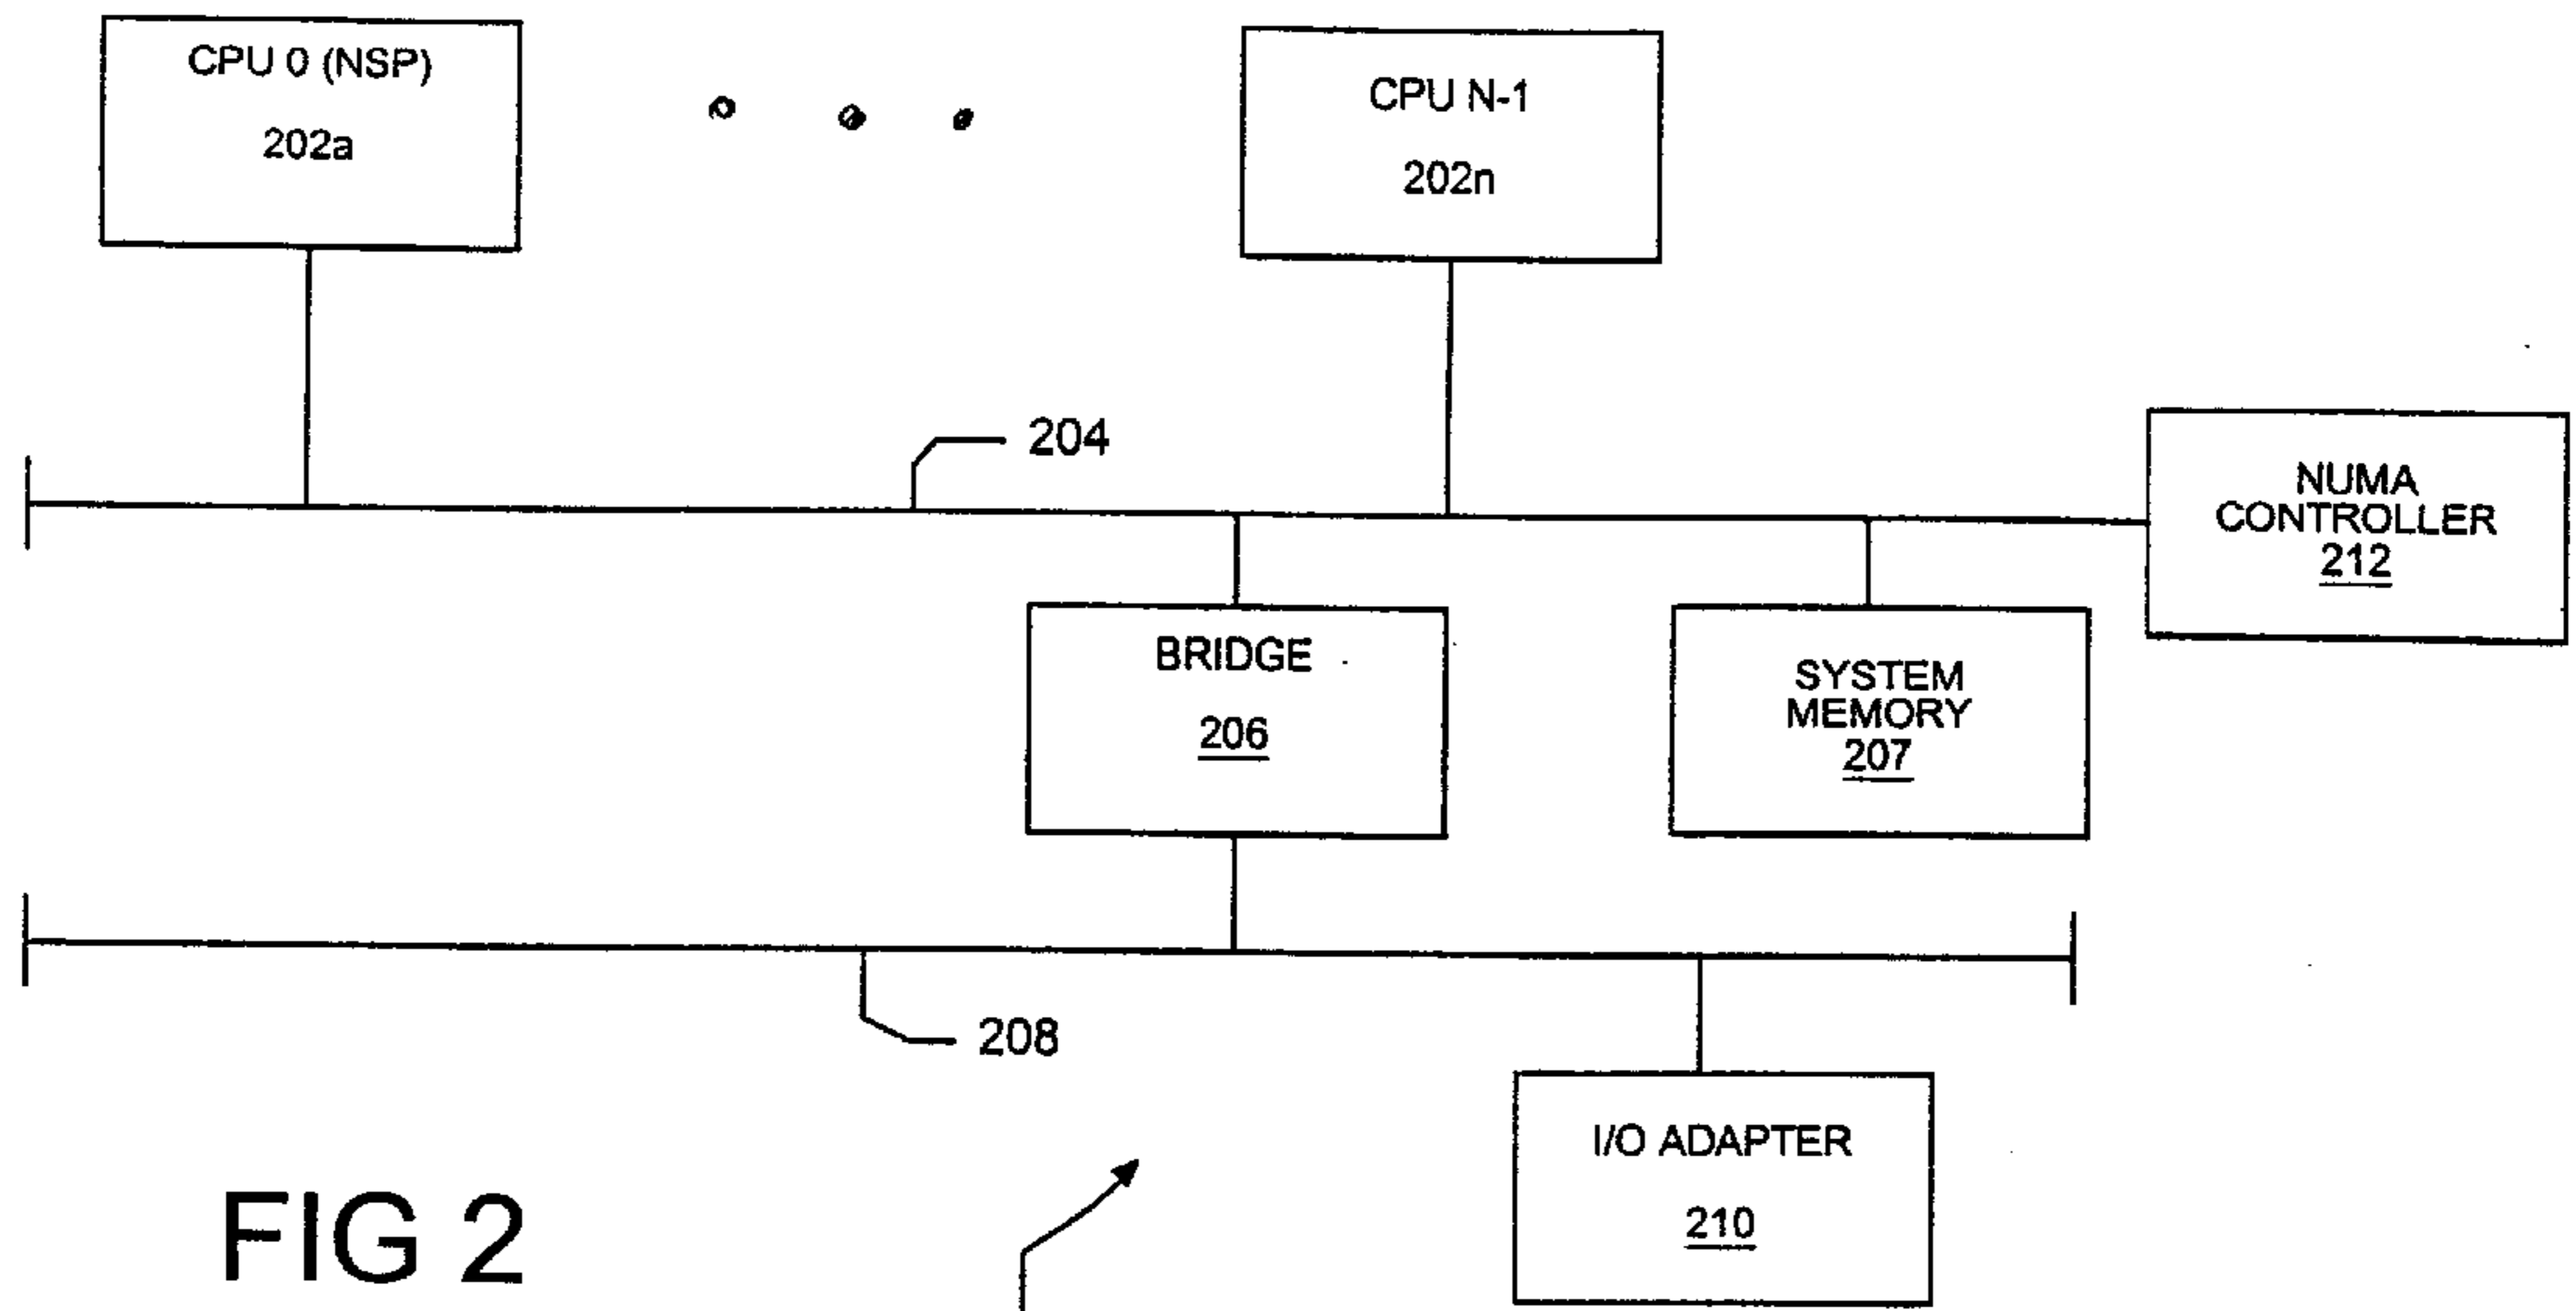 CPU 0 (NSP)
202a
CPU N-1
202n
204
NUMA
CONTROLLER
212
BRIDGE
206
SYSTEM
MEMORY
207
208
I/O ADAPTER
210
FIG 2